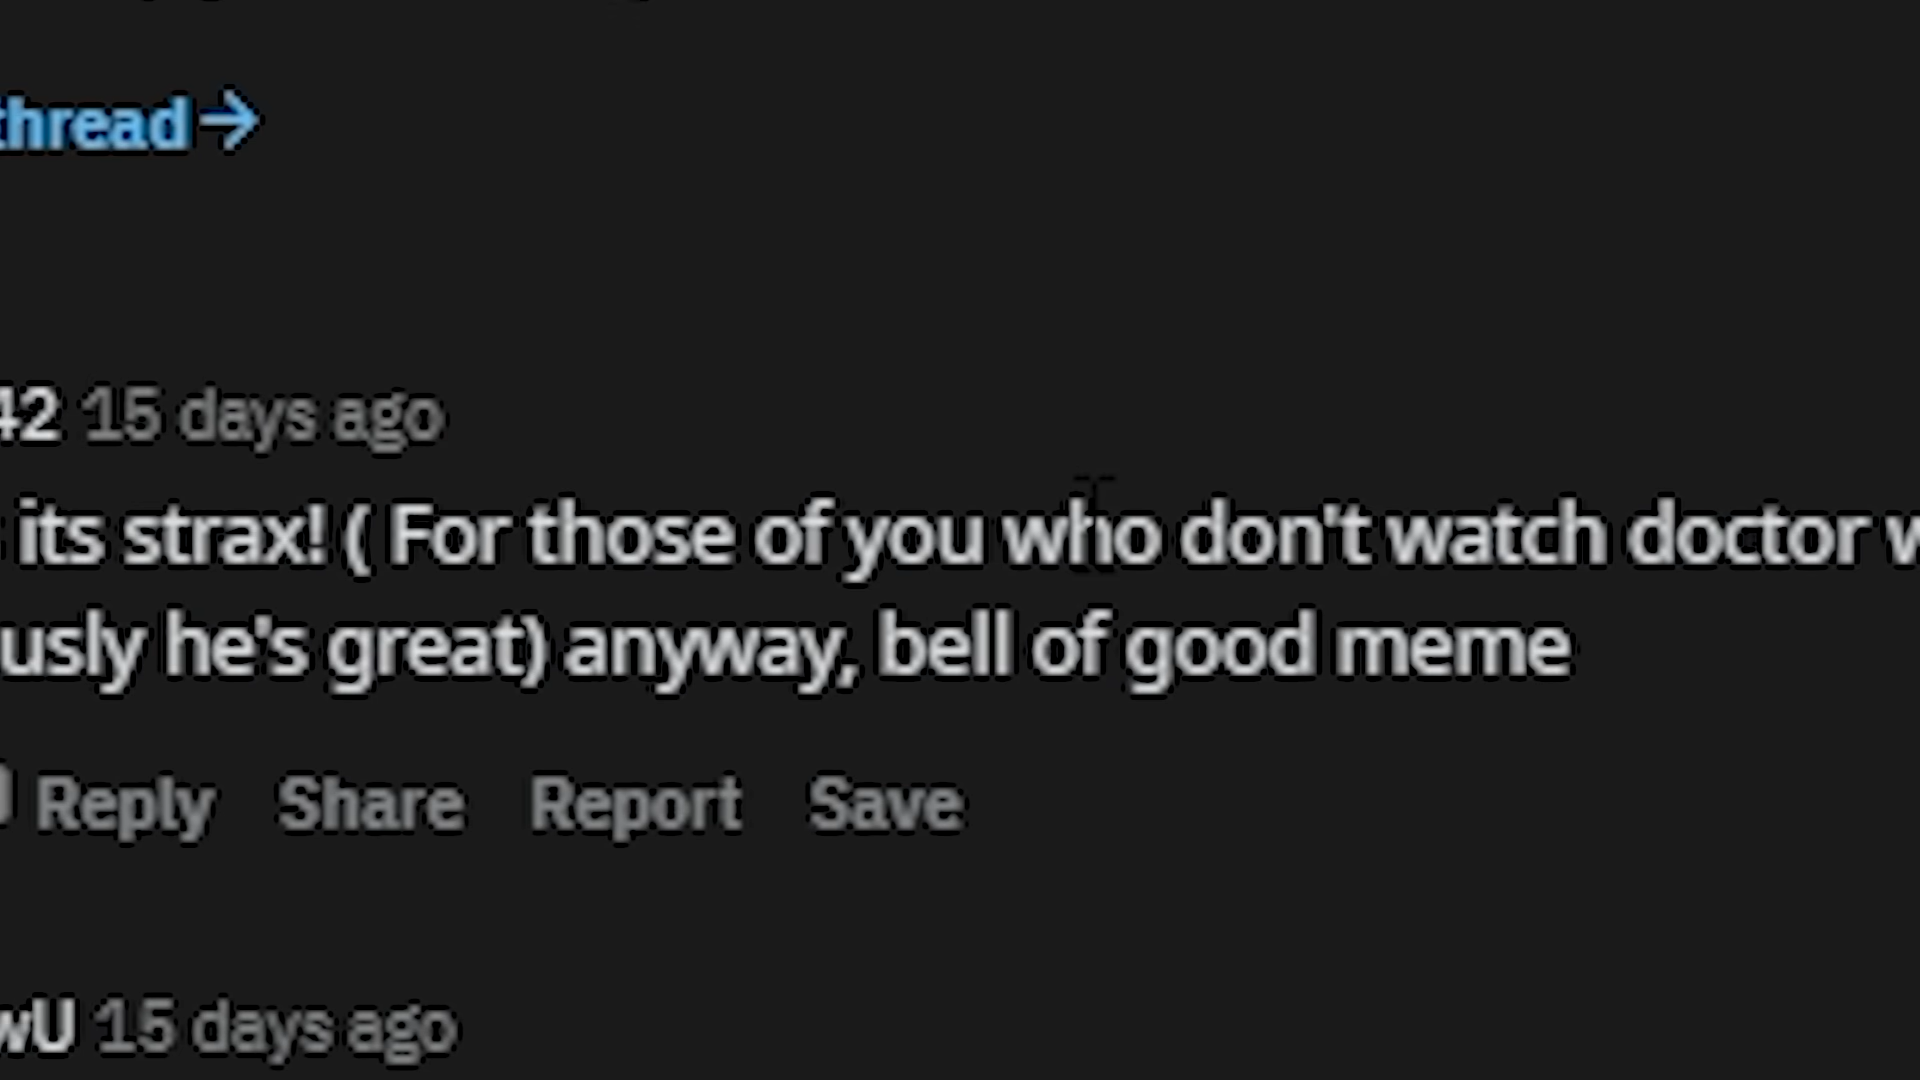 thread →
42 15 days ago
its strax! ( For those of you who don't watch doctor
usly he's great) anyway, bell of good meme
Reply Share Report Save
wU 15 days ago